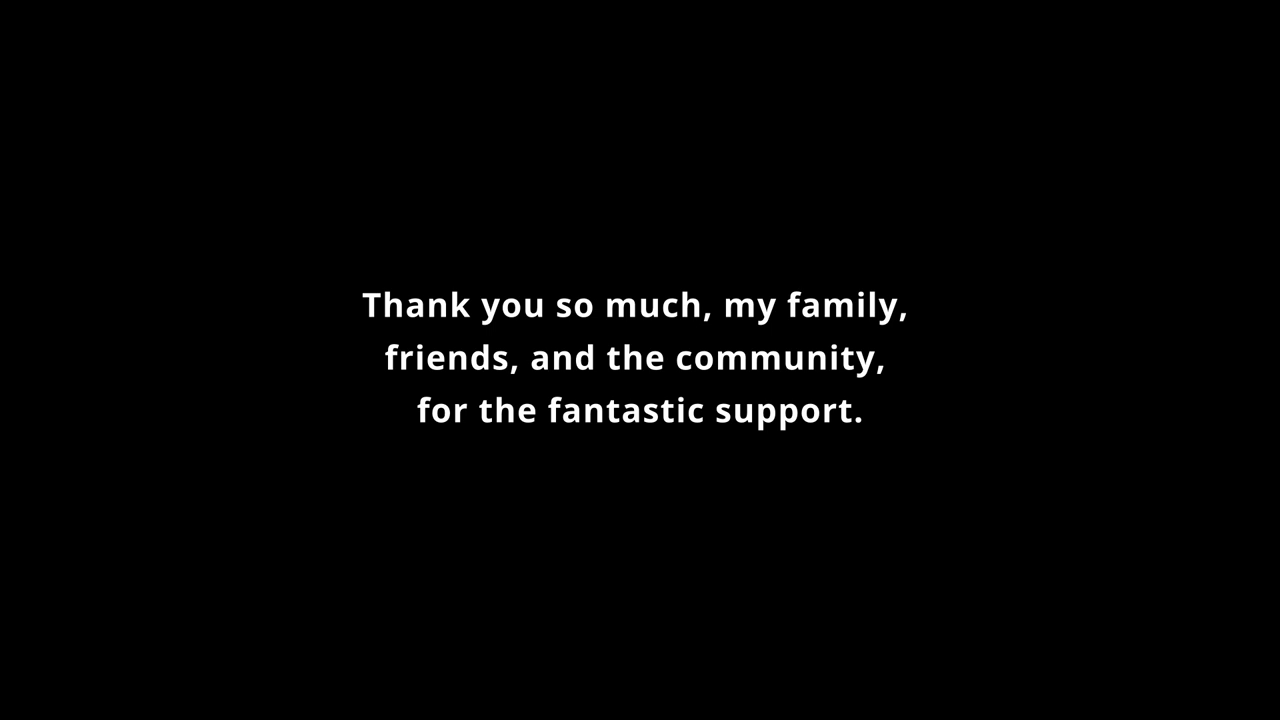 Thank you so much, my family,
friends, and the community,
for the fantastic support.